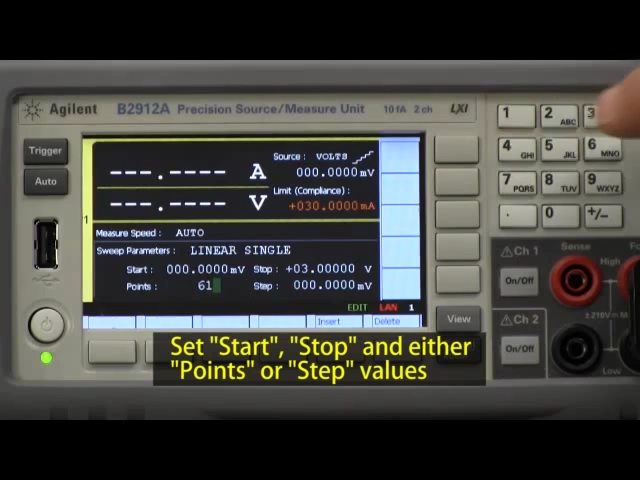 Agilent B2912A Precision Source/Measure Unit 10 fA 2 ch LXI
Trigger
Auto
---.---- A
Source : VOLTS
000.0000 mV
---.---- V
Limit (Compliance) :
+030.0000 mA
1
Measure Speed : AUTO
Sweep Parameters : LINEAR SINGLE
Start : 000.0000 mV Stop : +03.00000 V
Points : 61 Step : 000.0000 mV
EDIT LAN 1
Insert Delete
View
1 2 ABC 3
4 GHI 5 JKL 6 MNO
7 PQRS 8 TUV 9 WXYZ
. 0 +/-
Ch 1 Sense
High
On/Off
Ch 2
On/Off
Low
Set "Start", "Stop" and either
"Points" or "Step" values